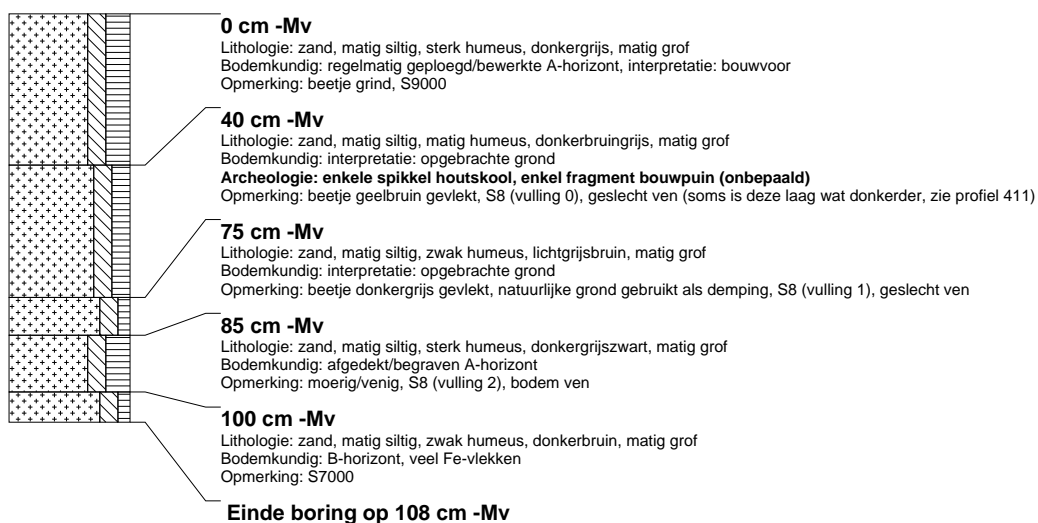 0 cm -Mv
Lithologie: zand, matig siltig, sterk humeus, donkergrijs, matig grof
Bodemkundig: regelmatig geploegd/bewerkte A-horizont, interpretatie: bouwvoor
Opmerking: beetje grind, S9000
40 cm -Mv
Lithologie: zand, matig siltig, matig humeus, donkerbruingrijs, matig grof
Bodemkundig: interpretatie: opgebrachte grond
Archeologie: enkele spikkel houtskool, enkel fragment bouwpuin (onbepaald)
Opmerking: beetje geelbruin gevlekt, S8 (vulling 0), geslecht ven (soms is deze laag wat donkerder, zie profiel 411)
75 cm -Mv
Lithologie: zand, matig siltig, zwak humeus, lichtgrijsbruin, matig grof
Bodemkundig: interpretatie: opgebrachte grond
Opmerking: beetje donkergrijs gevlekt, natuurlijke grond gebruikt als demping, S8 (vulling 1), geslecht ven
85 cm -Mv
Lithologie: zand, matig siltig, sterk humeus, donkergrijszwart, matig grof
Bodemkundig: afgedekt/begraven A-horizont
Opmerking: moerig/venig, S8 (vulling 2), bodem ven
100 cm -Mv
Lithologie: zand, matig siltig, zwak humeus, donkerbruin, matig grof
Bodemkundig: B-horizont, veel Fe-vlekken
Opmerking: S7000
Einde boring op 108 cm -Mv